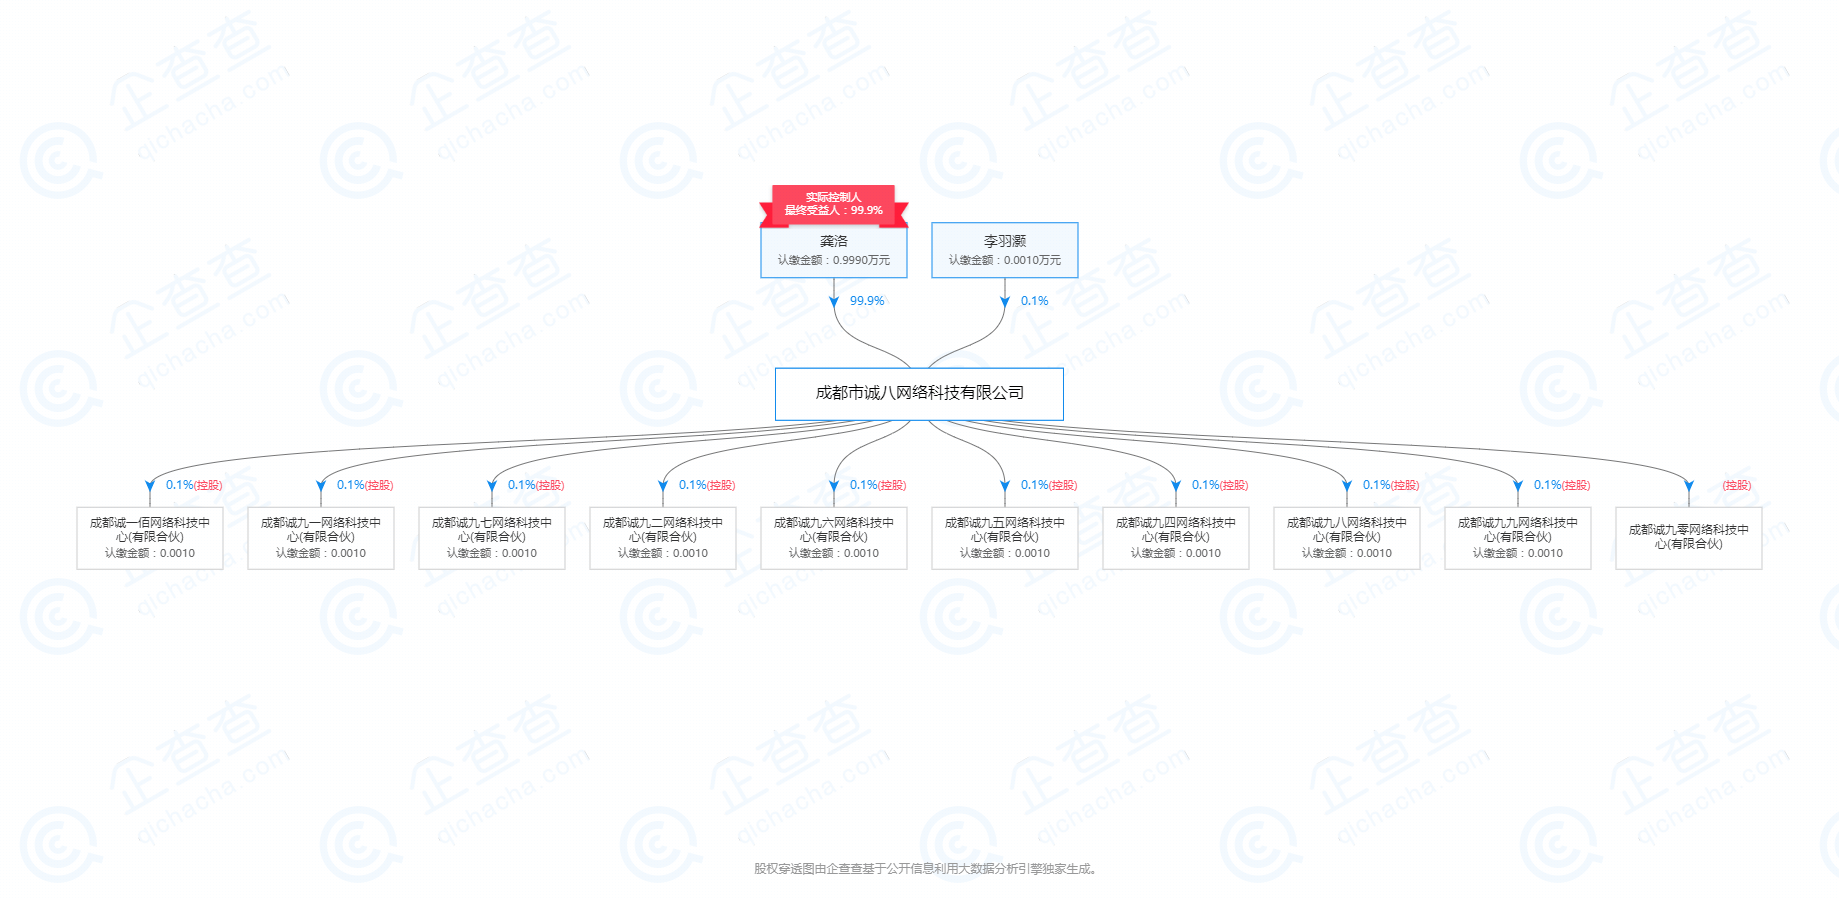 实际控制人
最终受益人：99.9%
龚洛
认缴金额：0.9990万元
李羽灏
认缴金额：0.0010万元
99.9%
0.1%
成都市诚八网络科技有限公司
0.1%(控股)
0.1%(控股)
0.1%(控股)
0.1%(控股)
0.1%(控股)
0.1%(控股)
0.1%(控股)
0.1%(控股)
0.1%(控股)
(控股)
成都诚一佰网络科技中
心(有限合伙)
认缴金额：0.0010
成都诚九一网络科技中
心(有限合伙)
认缴金额：0.0010
成都诚九七网络科技中
心(有限合伙)
认缴金额：0.0010
成都诚九二网络科技中
心(有限合伙)
认缴金额：0.0010
成都诚九六网络科技中
心(有限合伙)
认缴金额：0.0010
成都诚九五网络科技中
心(有限合伙)
认缴金额：0.0010
成都诚九四网络科技中
心(有限合伙)
认缴金额：0.0010
成都诚九八网络科技中
心(有限合伙)
认缴金额：0.0010
成都诚九九网络科技中
心(有限合伙)
认缴金额：0.0010
成都诚九零网络科技中
心(有限合伙)
股权穿透图由企查查基于公开信息利用大数据分析引擎独家生成。
企查查
qichacha.com